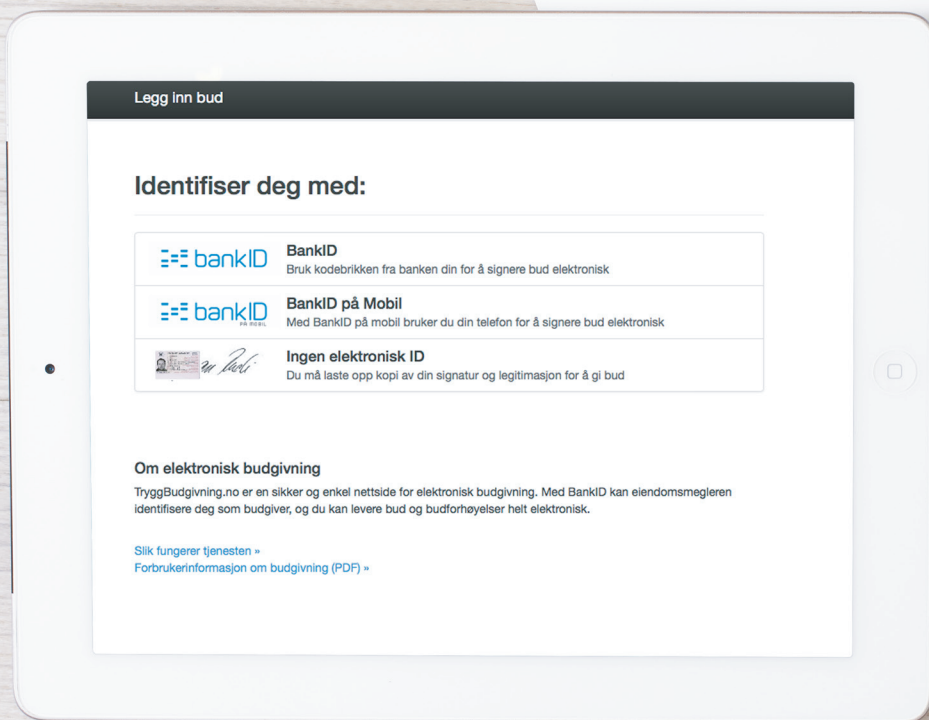 Legg inn bud
Identifiser deg med:
bankID
BankID
Bruk kodebrikken fra banken din for å signere bud elektronisk
bankID
PÅ MOBIL
BankID på Mobil
Med BankID på mobil bruker du din telefon for å signere bud elektronisk
Ingen elektronisk ID
Du må laste opp kopi av din signatur og legitimasjon for å gi bud
Om elektronisk budgivning
TryggBudgivning.no er en sikker og enkel nettside for elektronisk budgivning. Med BankID kan eiendomsmegleren
identifisere deg som budgiver, og du kan levere bud og budforhøyelser helt elektronisk.
Slik fungerer tjenesten »
Forbrukerinformasjon om budgivning (PDF) »